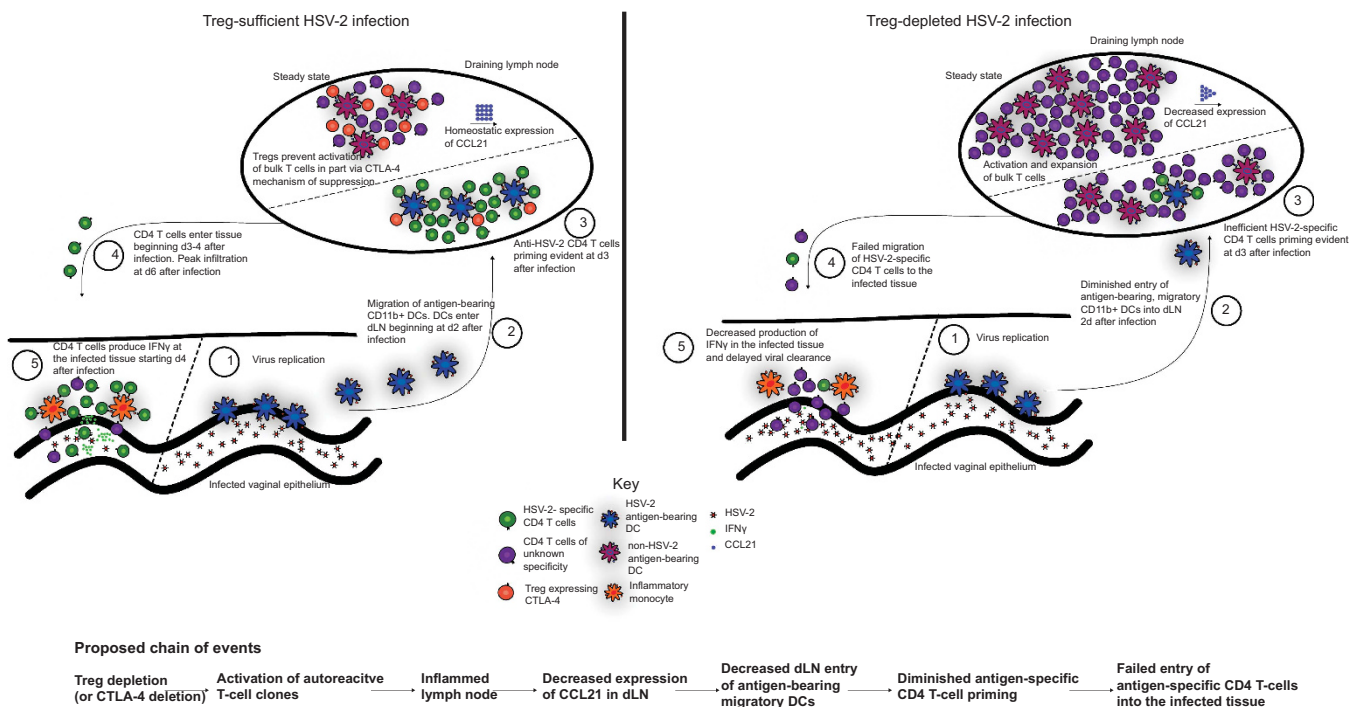 Treg-sufficient HSV-2 infection
Steady state
Draining lymph node
Homeostatic expression
of CCL21
Tregs prevent activation
of bulk T cells in part via CTLA-4
mechanism of suppression
3
Anti-HSV-2 CD4 T cells
priming evident at d3
after infection
4
CD4 T cells enter tissue
beginning d3-4 after
infection. Peak infiltration
at d6 after infection
Migration of antigen-bearing
CD11b+ DCs. DCs enter
dLN beginning at d2 after
infection
2
5
CD4 T cells produce IFNγ at
the infected tissue starting d4
after infection
1
Virus replication
Infected vaginal epithelium
Treg-depleted HSV-2 infection
Draining lymph node
Steady state
Decreased expression
of CCL21
Activation and expansion
of bulk T cells
3
Inefficient HSV-2-specific
CD4 T cells priming evident
at d3 after infection
4
Failed migration
of HSV-2-specific
CD4 T cells to the
infected tissue
Diminished entry of
antigen-bearing, migratory
CD11b+ DCs into dLN
2d after infection
2
5
Decreased production of
IFNγ in the infected tissue
and delayed viral clearance
1
Virus replication
Infected vaginal epithelium
Key
HSV-2- specific
CD4 T cells
CD4 T cells of
unknown
specificity
Treg expressing
CTLA-4
HSV-2
antigen-bearing
DC
non-HSV-2
antigen-bearing
DC
Inflammatory
monocyte
HSV-2
IFNγ
CCL21
Proposed chain of events
Treg depletion
(or CTLA-4 deletion)
Activation of autoreacitve
T-cell clones
Inflammed
lymph node
Decreased expression
of CCL21 in dLN
Decreased dLN entry
of antigen-bearing
migratory DCs
Diminished antigen-specific
CD4 T-cell priming
Failed entry of
antigen-specific CD4 T-cells
into the infected tissue